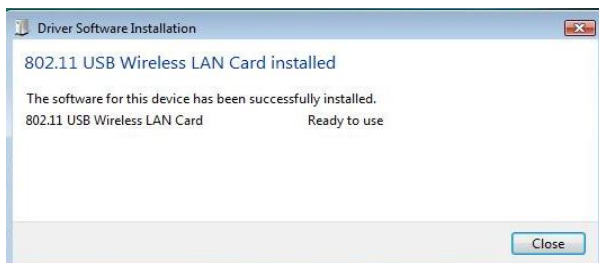 Driver Software Installation
802.11 USB Wireless LAN Card installed
The software for this device has been successfully installed.
802.11 USB Wireless LAN Card Ready to use
Close